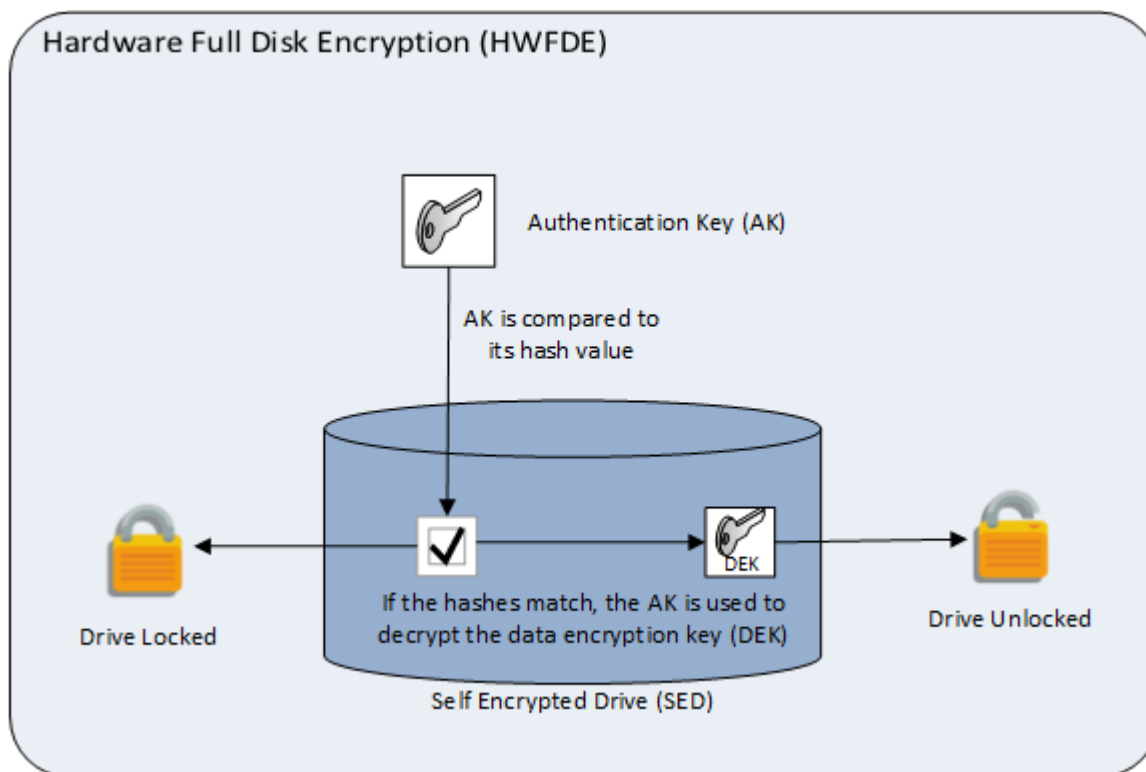 Hardware Full Disk Encryption (HWFDE)
Authentication Key (AK)
AK is compared to
its hash value
DEK
If the hashes match, the AK is used to
decrypt the data encryption key (DEK)
Drive Locked
Drive Unlocked
Self Encrypted Drive (SED)